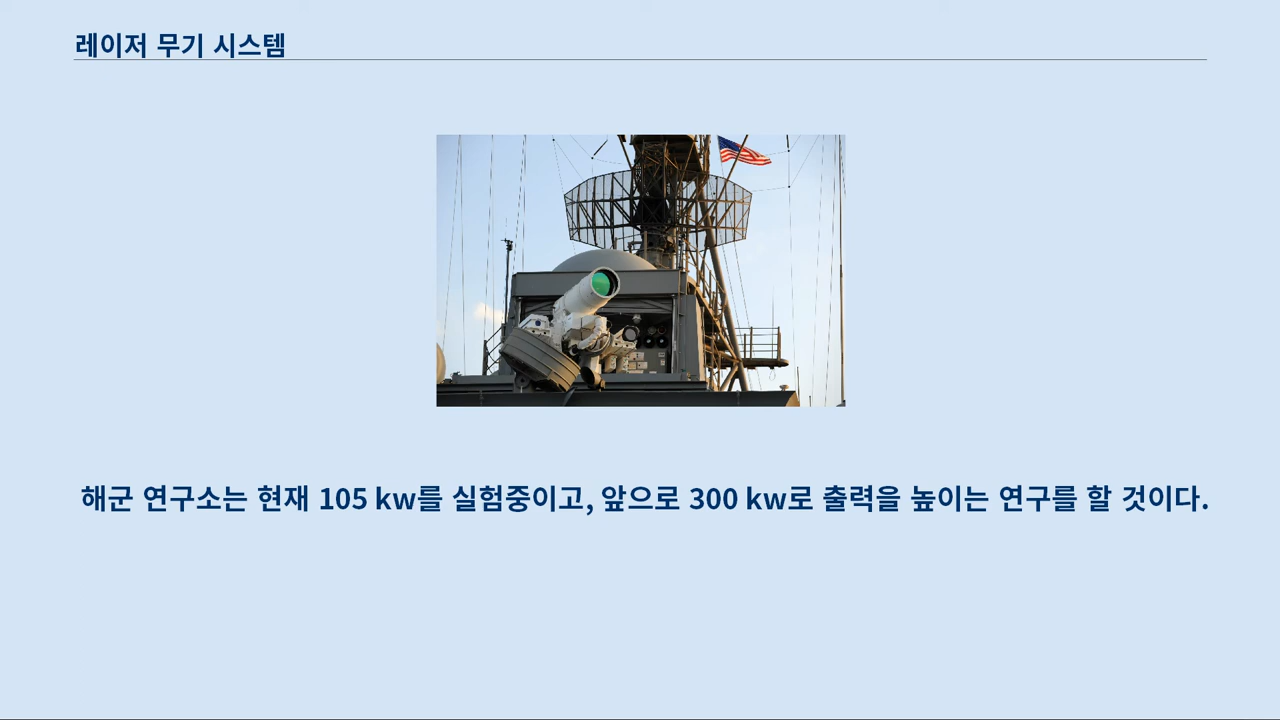 레이저 무기 시스템
해군 연구소는 현재 105 kw를 실험중이고, 앞으로 300 kw로 출력을 높이는 연구를 할 것이다.